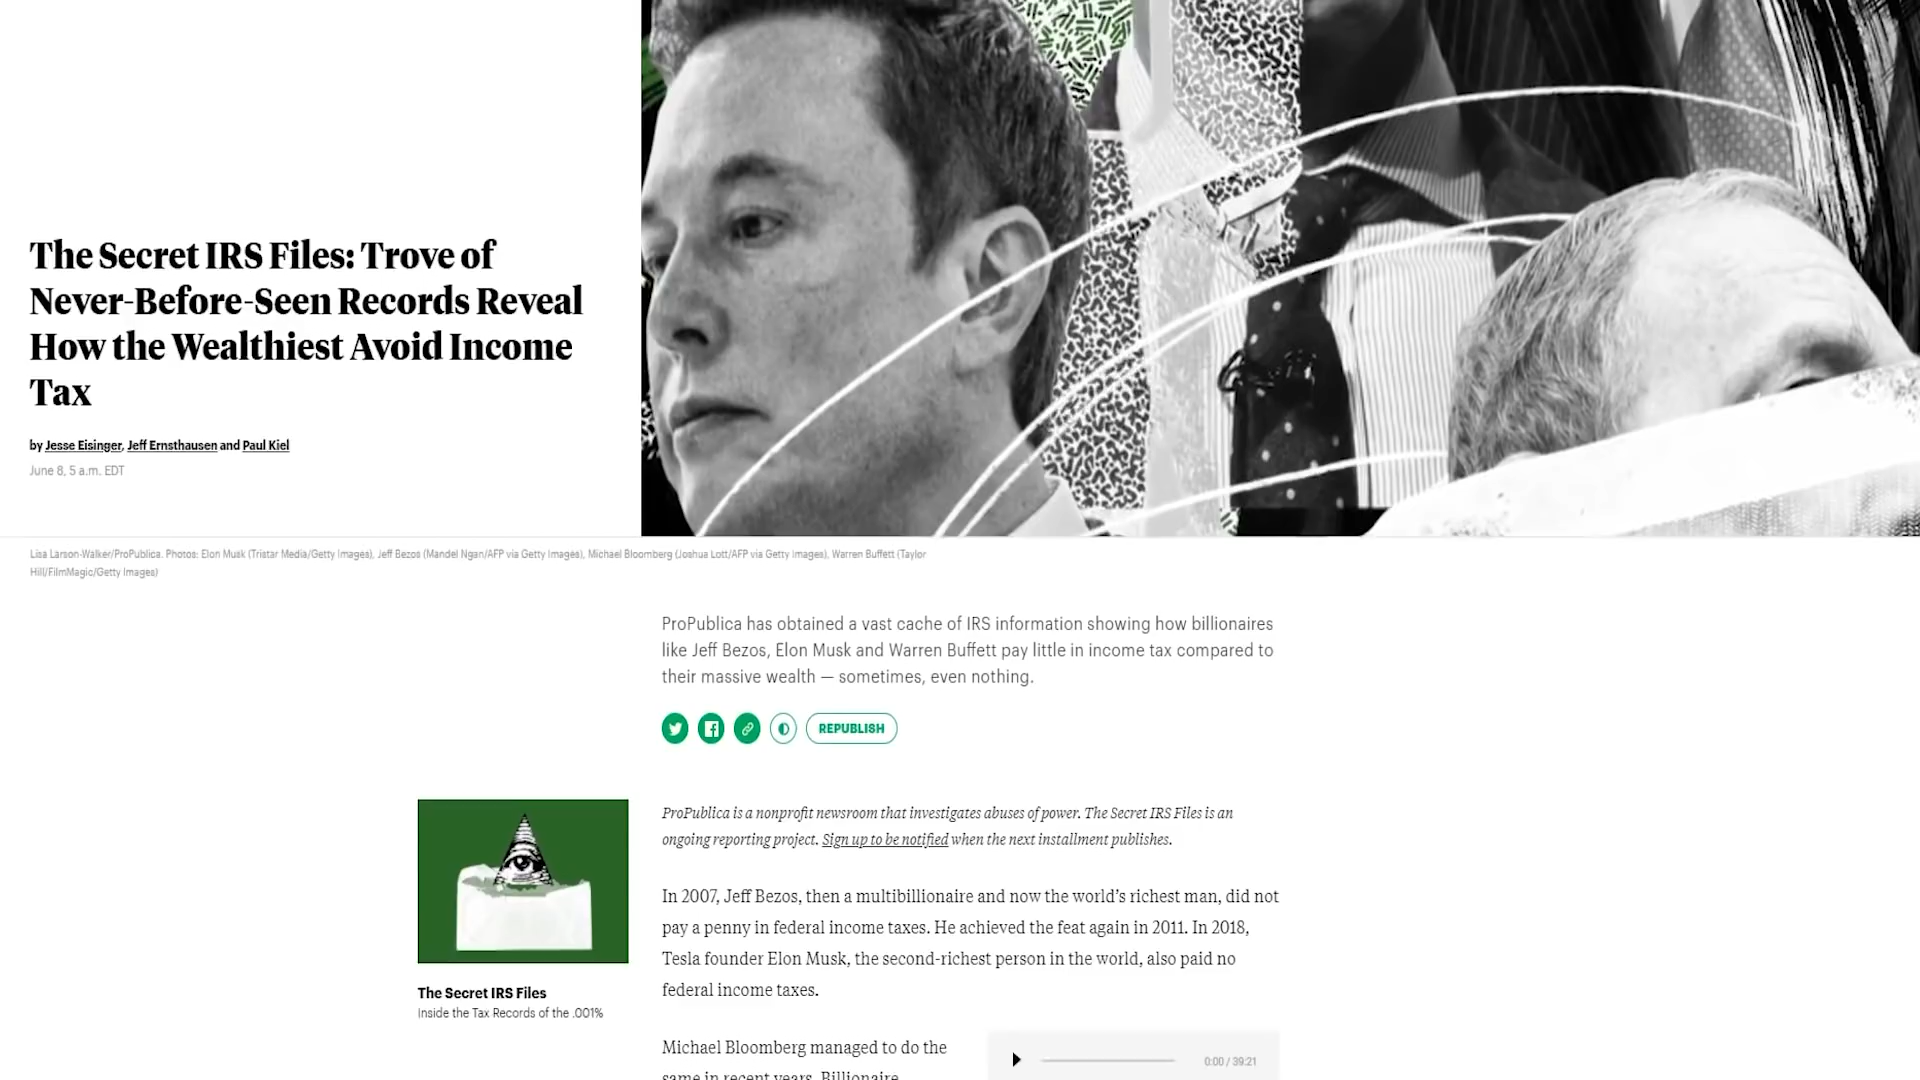 The Secret IRS Files: Trove of
Never-Before-Seen Records Reveal
How the Wealthiest Avoid Income
Tax
by Jesse Eisinger, Jeff Ernsthausen and Paul Kiel
June 8, 5 a.m. EDT
Lisa Larson-Walker/ProPublica. Photos: Elon Musk (Tristar Media/Getty Images), Jeff Bezos (Mandel Ngan/AFP via Getty Images), Michael Bloomberg (Joshua Lott/AFP via Getty Images), Warren Buffett (Taylor
Hill/FilmMagic/Getty Images)
ProPublica has obtained a vast cache of IRS information showing how billionaires
like Jeff Bezos, Elon Musk and Warren Buffett pay little in income tax compared to
their massive wealth — sometimes, even nothing.
REPUBLISH
ProPublica is a nonprofit newsroom that investigates abuses of power. The Secret IRS Files is an
ongoing reporting project. Sign up to be notified when the next installment publishes.
In 2007, Jeff Bezos, then a multibillionaire and now the world’s richest man, did not
pay a penny in federal income taxes. He achieved the feat again in 2011. In 2018,
Tesla founder Elon Musk, the second-richest person in the world, also paid no
federal income taxes.
The Secret IRS Files
Inside the Tax Records of the .001%
Michael Bloomberg managed to do the
same in recent years. Billionaire
0:00 / 39:21